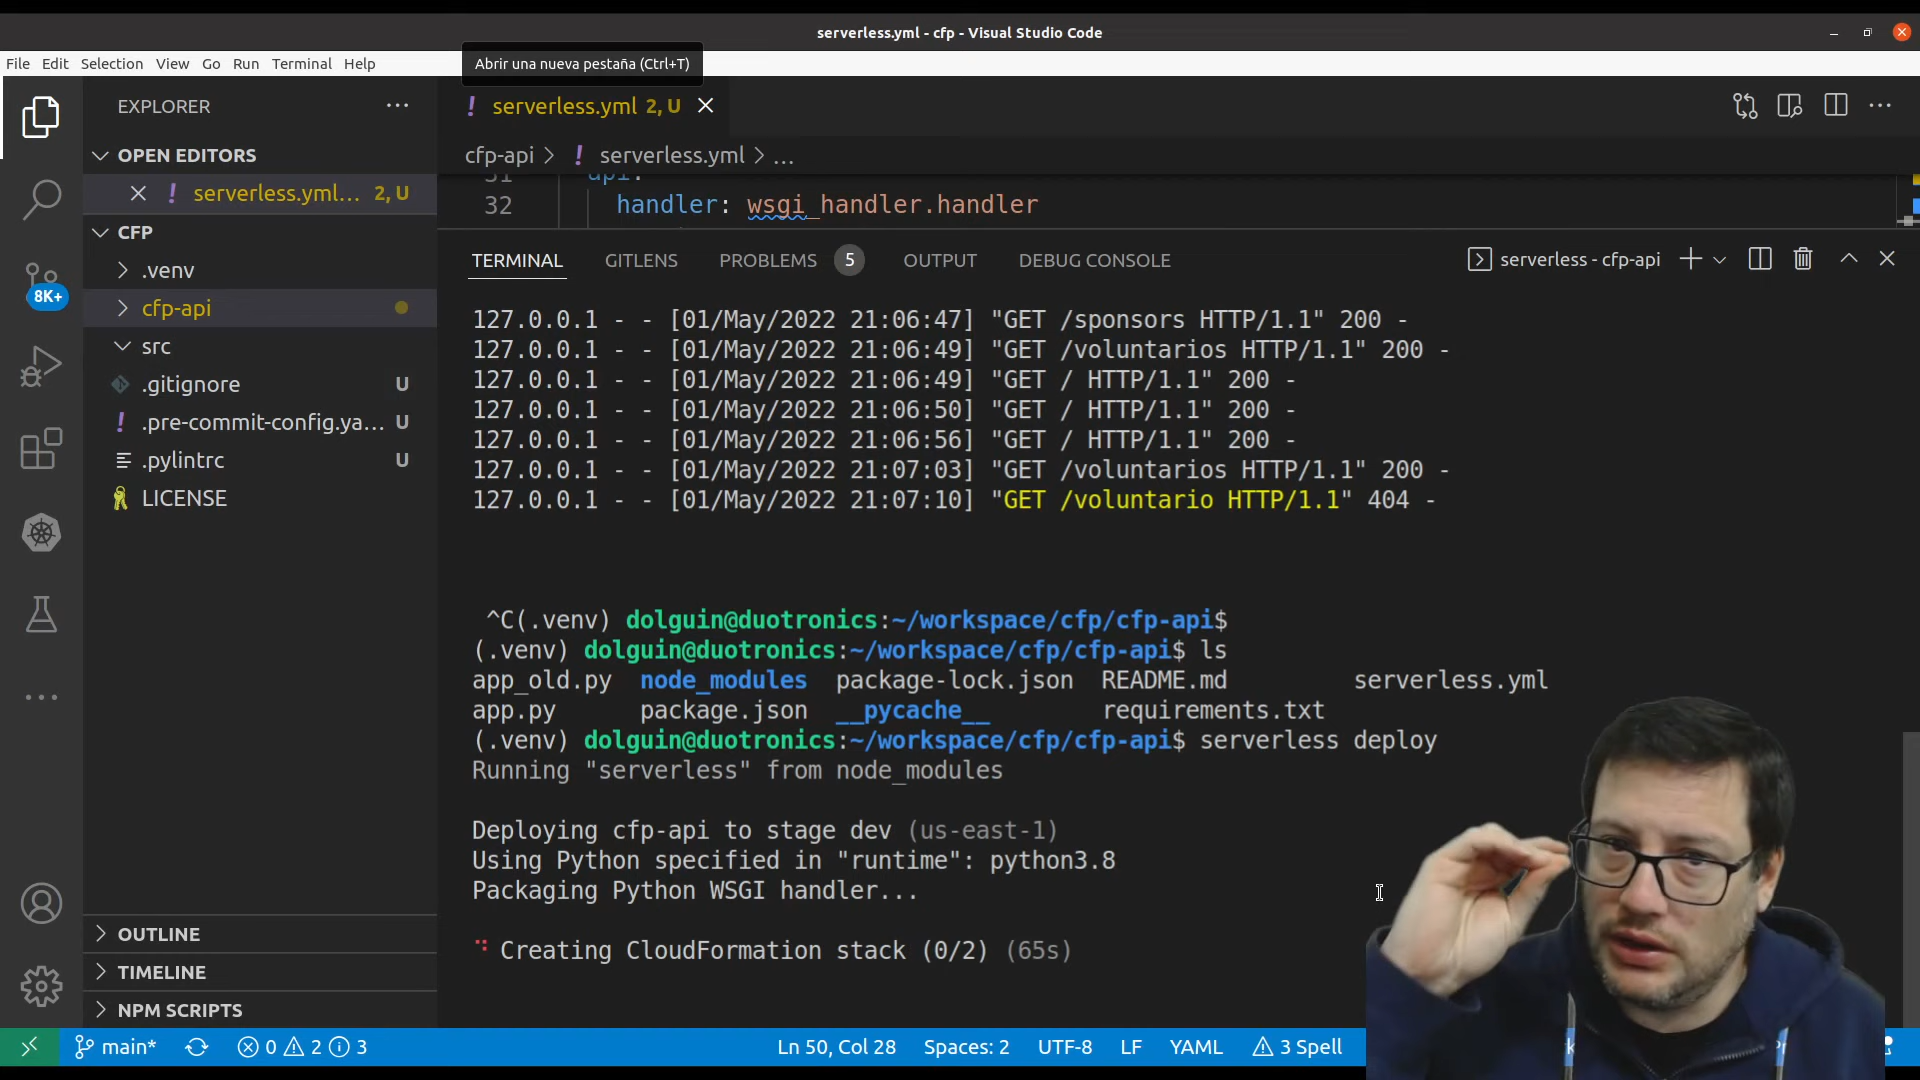 serverless.yml - cfp - Visual Studio Code
File Edit Selection View Go Run Terminal Help
Abrir una nueva pestaña (Ctrl+T)
EXPLORER
serverless.yml 2, U
OPEN EDITORS
cfp-api > ! serverless.yml > ...
serverless.yml... 2, U
api:
32 handler: wsgi_handler.handler
CFP
.venv
cfp-api
src
.gitignore U
.pre-commit-config.ya... U
.pylintrc U
LICENSE
8K+
OUTLINE
TIMELINE
NPM SCRIPTS
TERMINAL GITLENS PROBLEMS 5 OUTPUT DEBUG CONSOLE
serverless - cfp-api
127.0.0.1 - - [01/May/2022 21:06:47] "GET /sponsors HTTP/1.1" 200 -
127.0.0.1 - - [01/May/2022 21:06:49] "GET /voluntarios HTTP/1.1" 200 -
127.0.0.1 - - [01/May/2022 21:06:49] "GET / HTTP/1.1" 200 -
127.0.0.1 - - [01/May/2022 21:06:50] "GET / HTTP/1.1" 200 -
127.0.0.1 - - [01/May/2022 21:06:56] "GET / HTTP/1.1" 200 -
127.0.0.1 - - [01/May/2022 21:07:03] "GET /voluntarios HTTP/1.1" 200 -
127.0.0.1 - - [01/May/2022 21:07:10] "GET /voluntario HTTP/1.1" 404 -
^C(.venv) dolguin@duotronics:~/workspace/cfp/cfp-api$
(.venv) dolguin@duotronics:~/workspace/cfp/cfp-api$ ls
app_old.py node_modules package-lock.json README.md serverless.yml
app.py package.json __pycache__ requirements.txt
(.venv) dolguin@duotronics:~/workspace/cfp/cfp-api$ serverless deploy
Running "serverless" from node_modules
Deploying cfp-api to stage dev (us-east-1)
Using Python specified in "runtime": python3.8
Packaging Python WSGI handler...
Creating CloudFormation stack (0/2) (65s)
main* 0 2 3 Ln 50, Col 28 Spaces: 2 UTF-8 LF YAML 3 Spell